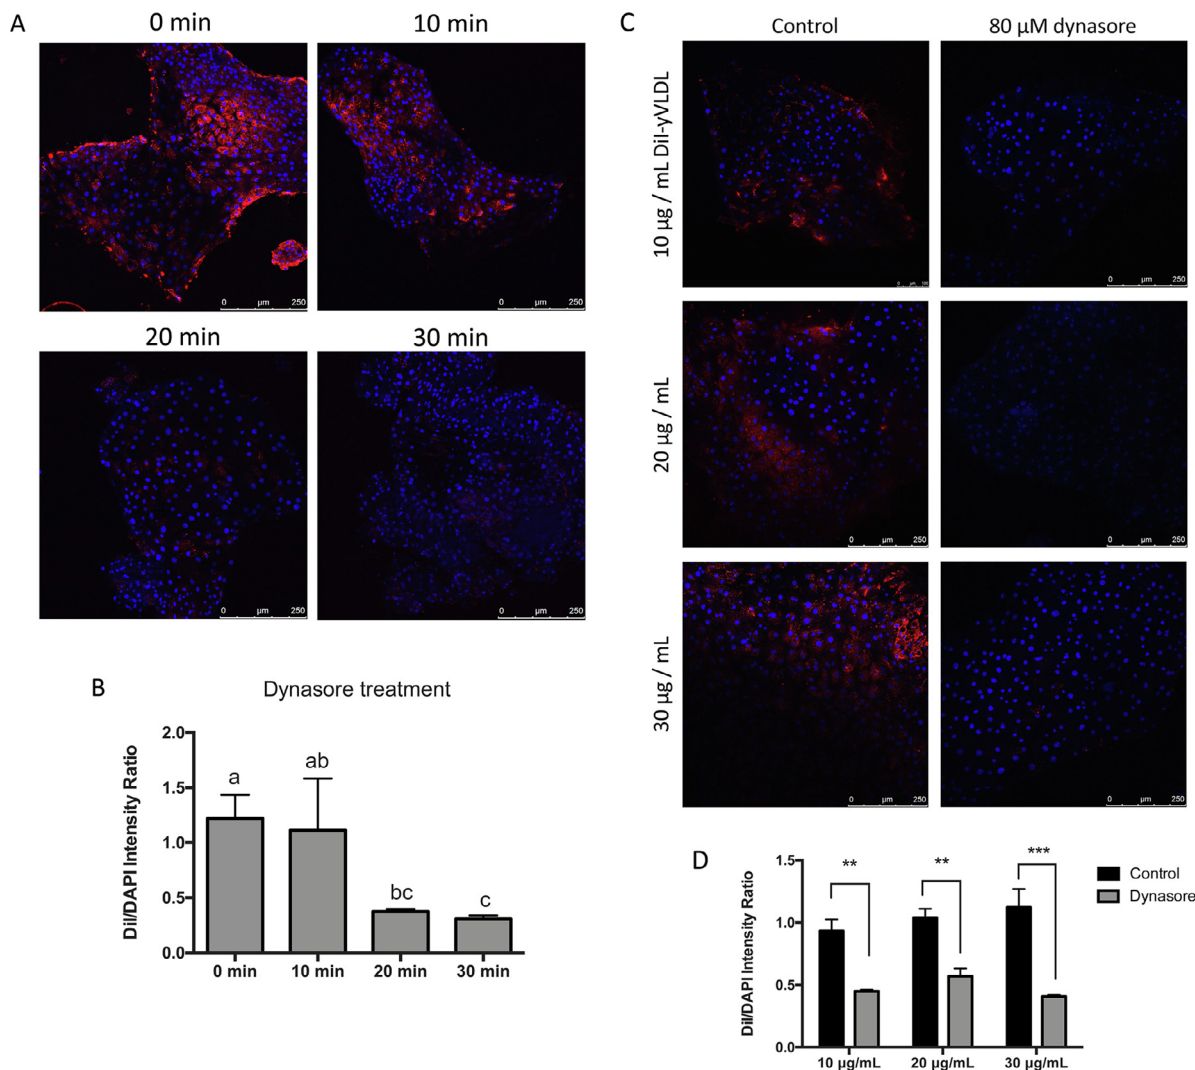 A
0 min
10 min
0 µm 250
0 µm 250
20 min
30 min
0 µm 250
0 µm 250
B
Dynasore treatment
DiI/DAPI Intensity Ratio
2.0
1.5
1.0
0.5
0.0
a
ab
bc
c
0 min
10 min
20 min
30 min
C
Control
80 µM dynasore
10 µg / mL DiI-yVLDL
0 µm 250
20 µg / mL
0 µm 250
0 µm 250
30 µg / mL
0 µm 250
0 µm 250
D
DiI/DAPI Intensity Ratio
1.5
1.0
0.5
0.0
**
**
***
Control
Dynasore
10 µg/mL
20 µg/mL
30 µg/mL